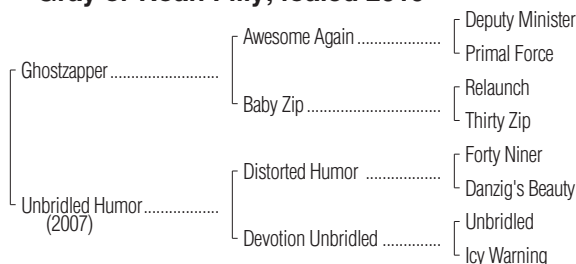 Gray or Roan Filly; foaled
Deputy Minister
Awesome Again ....................
Primal Force
Ghostzapper ..........................
Relaunch
Baby Zip ................................
Thirty Zip
Forty Niner
Distorted Humor ..................
Danzig's Beauty
Unbridled Humor ..................
(2007)
Unbridled
Devotion Unbridled ..............
Icy Warning